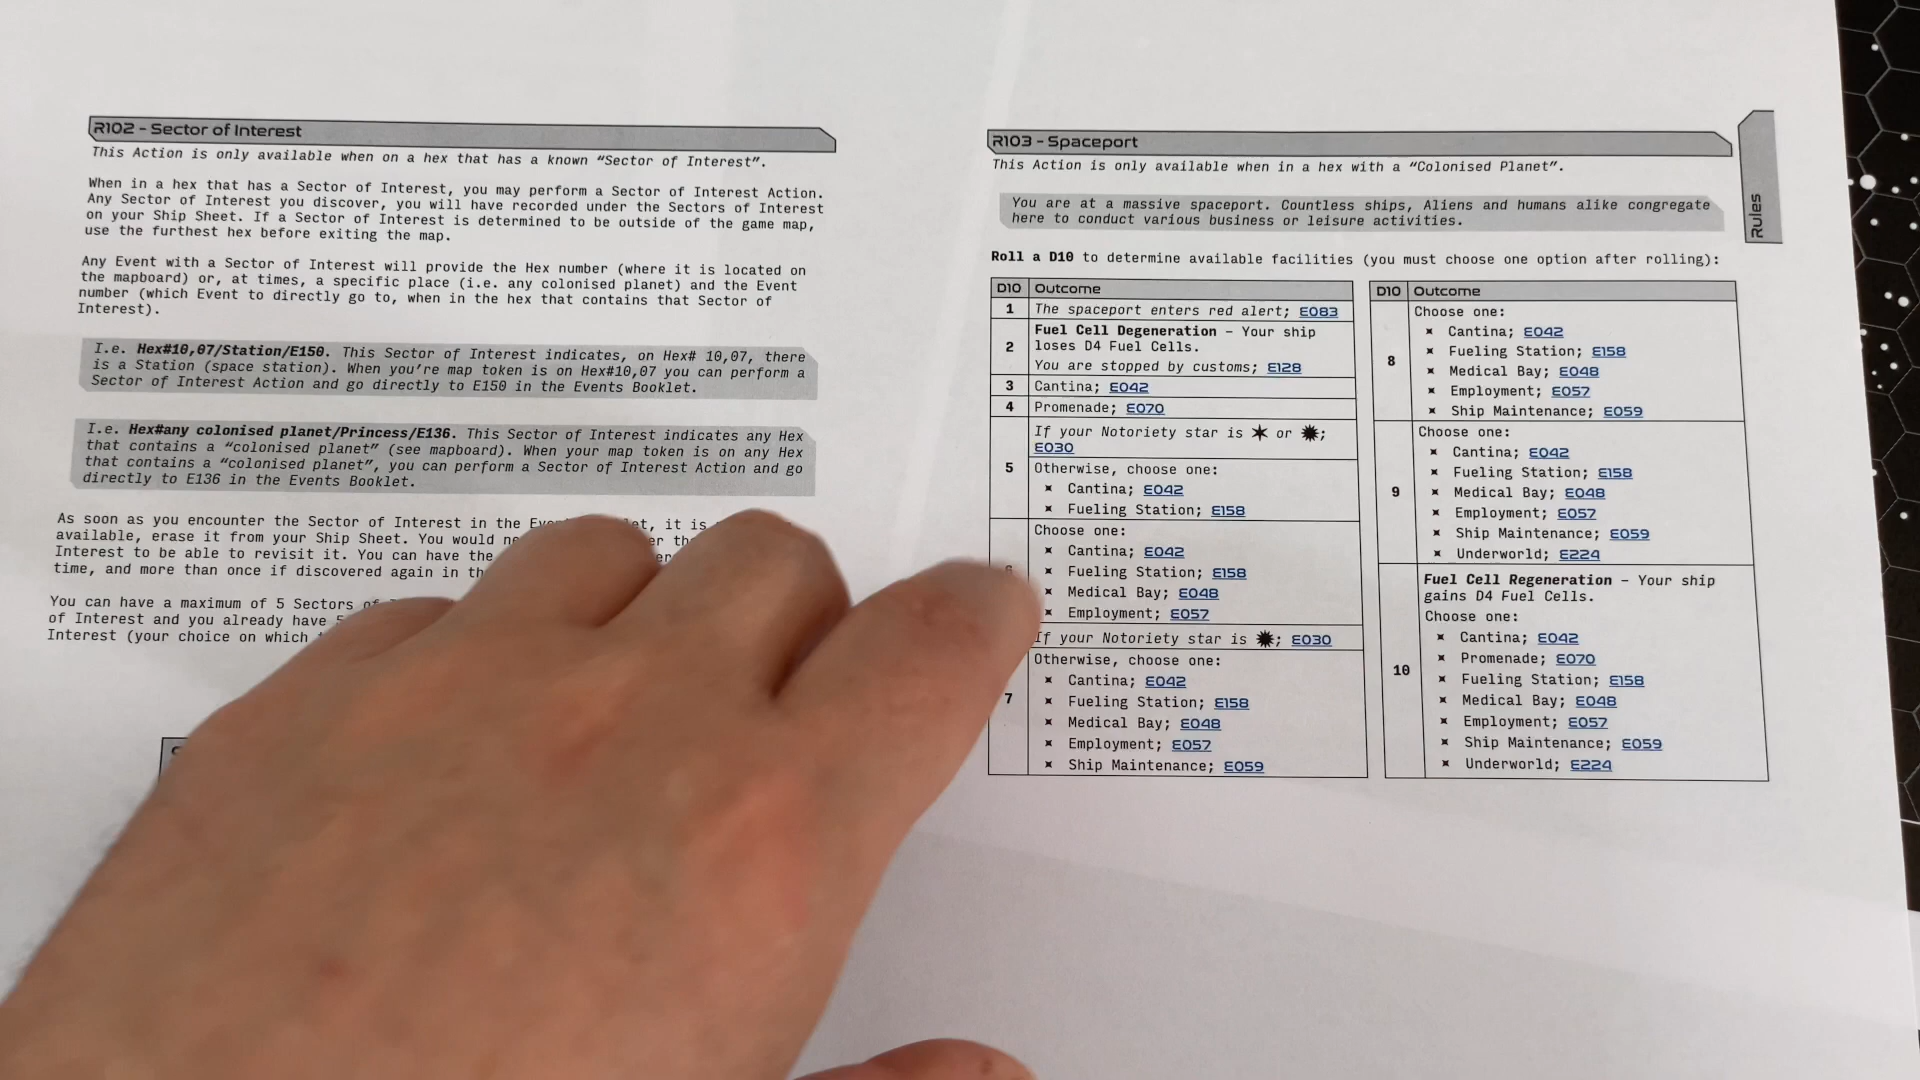 R102 - Sector of Interest
This Action is only available when on a hex that has a known "Sector of Interest".
When in a hex that has a Sector of Interest, you may perform a Sector of Interest Action.
Any Sector of Interest you discover, you will have recorded under the Sectors of Interest
on your Ship Sheet. If a Sector of Interest is determined to be outside of the game map,
use the furthest hex before exiting the map.
Any Event with a Sector of Interest will provide the Hex number (where it is located on
the mapboard) or, at times, a specific place (i.e. any colonised planet) and the Event
number (which Event to directly go to, when in the hex that contains that Sector of
Interest).
I.e. Hex#10,07/Station/E150. This Sector of Interest indicates, on Hex# 10,07, there
is a Station (space station). When you're map token is on Hex#10,07 you can perform a
Sector of Interest Action and go directly to E150 in the Events Booklet.
I.e. Hex#any colonised planet/Princess/E136. This Sector of Interest indicates any Hex
that contains a "colonised planet" (see mapboard). When your map token is on any Hex
that contains a "colonised planet", you can perform a Sector of Interest Action and go
directly to E136 in the Events Booklet.
As soon as you encounter the Sector of Interest in the it is
available, erase it from your Ship Sheet. You would
Interest to be able to revisit it. You can have the
time, and more than once if discovered again in
You can have a maximum of 5 Sectors of
of Interest and you already have 5
Interest (your choice on which
R103 - Spaceport
This Action is only available when in a hex with a "Colonised Planet".
You are at a massive spaceport. Countless ships, Aliens and humans alike congregate
here to conduct various business or leisure activities.
Roll a D10 to determine available facilities (you must choose one option after rolling):
D10 Outcome
1 The spaceport enters red alert; E083
Fuel Cell Degeneration – Your ship
2 loses D4 Fuel Cells.
You are stopped by customs; E128
3 Cantina; E042
4 Promenade; E070
If your Notoriety star is or ;
E030
5 Otherwise, choose one:
Cantina; E042
Fueling Station; E158
Choose one:
Cantina; E042
6 Fueling Station; E158
Medical Bay; E048
Employment; E057
If your Notoriety star is ; E030
Otherwise, choose one:
Cantina; E042
7 Fueling Station; E158
Medical Bay; E048
Employment; E057
Ship Maintenance; E059
D10 Outcome
Choose one:
Cantina; E042
Fueling Station; E158
8 Medical Bay; E048
Employment; E057
Ship Maintenance; E059
Choose one:
Cantina; E042
Fueling Station; E158
9 Medical Bay; E048
Employment; E057
Ship Maintenance; E059
Underworld; E224
Fuel Cell Regeneration – Your ship
gains D4 Fuel Cells.
Choose one:
Cantina; E042
Promenade; E070
10 Fueling Station; E158
Medical Bay; E048
Employment; E057
Ship Maintenance; E059
Underworld; E224
Rules